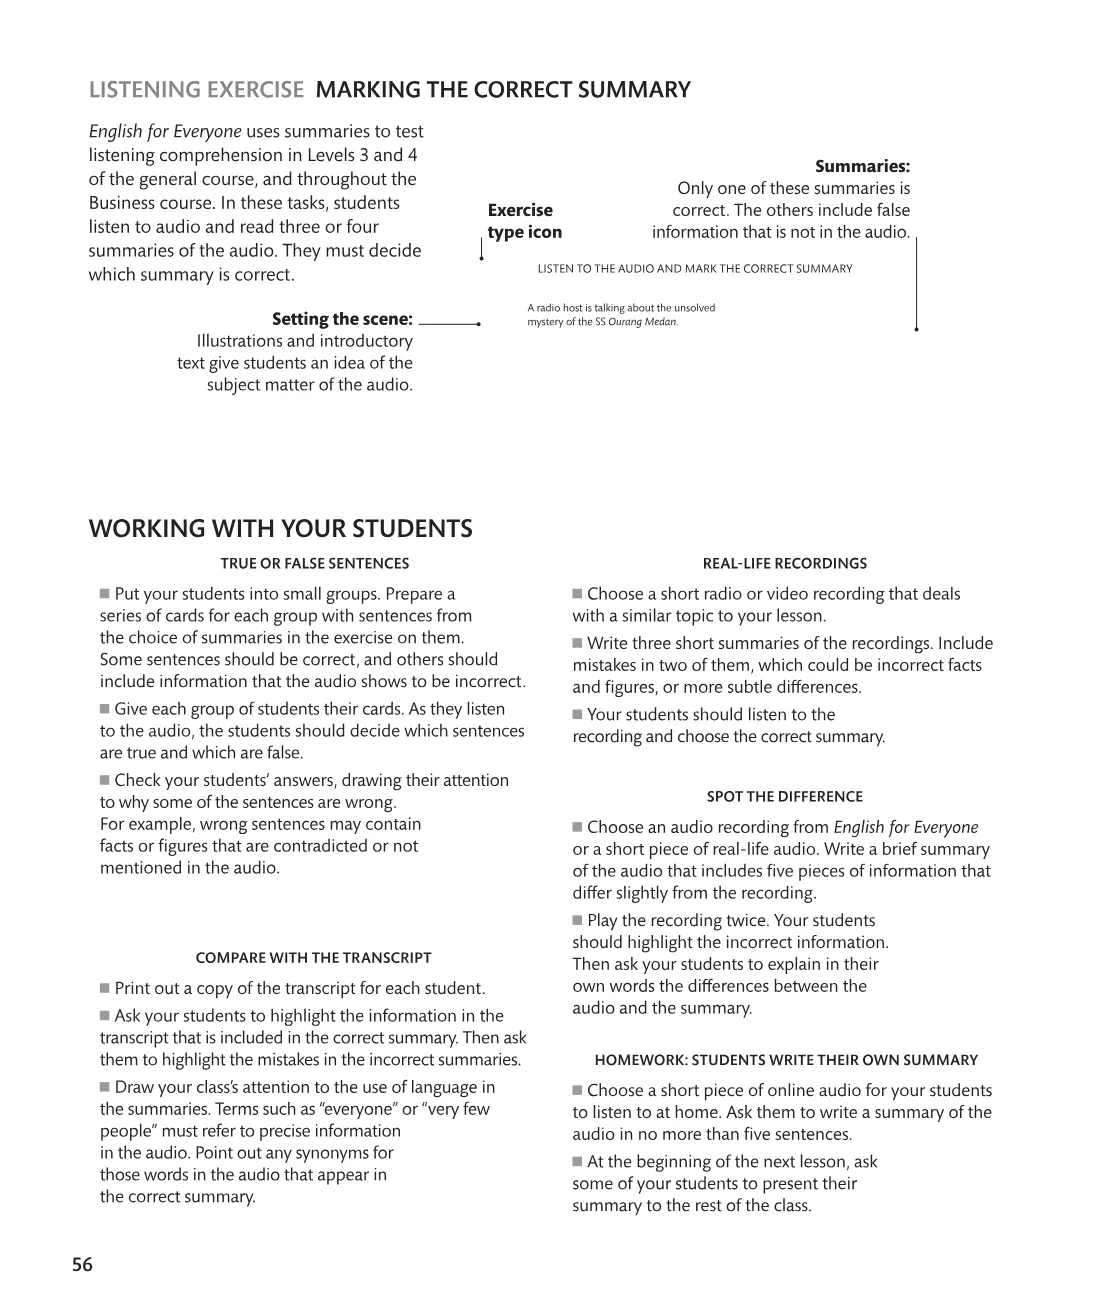 LISTENING EXERCISE MARKING THE CORRECT SUMMARY
English for Everyone uses summaries to test
listening comprehension in Levels 3 and 4
of the general course, and throughout the
Business course. In these tasks, students
listen to audio and read three or four
summaries of the audio. They must decide
which summary is correct.
Setting the scene:
Illustrations and introductory
text give students an idea of the
subject matter of the audio.
Exercise
type icon
Summaries:
Only one of these summaries is
correct. The others include false
information that is not in the audio.
LISTEN TO THE AUDIO AND MARK THE CORRECT SUMMARY
A radio host is talking about the unsolved
mystery of the SS Ourang Medan.
WORKING WITH YOUR STUDENTS
TRUE OR FALSE SENTENCES
■ Put your students into small groups. Prepare a
series of cards for each group with sentences from
the choice of summaries in the exercise on them.
Some sentences should be correct, and others should
include information that the audio shows to be incorrect.
■ Give each group of students their cards. As they listen
to the audio, the students should decide which sentences
are true and which are false.
■ Check your students’ answers, drawing their attention
to why some of the sentences are wrong.
For example, wrong sentences may contain
facts or figures that are contradicted or not
mentioned in the audio.
COMPARE WITH THE TRANSCRIPT
■ Print out a copy of the transcript for each student.
■ Ask your students to highlight the information in the
transcript that is included in the correct summary. Then ask
them to highlight the mistakes in the incorrect summaries.
■ Draw your class’s attention to the use of language in
the summaries. Terms such as “everyone” or “very few
people” must refer to precise information
in the audio. Point out any synonyms for
those words in the audio that appear in
the correct summary.
REAL-LIFE RECORDINGS
■ Choose a short radio or video recording that deals
with a similar topic to your lesson.
■ Write three short summaries of the recordings. Include
mistakes in two of them, which could be incorrect facts
and figures, or more subtle differences.
■ Your students should listen to the
recording and choose the correct summary.
SPOT THE DIFFERENCE
■ Choose an audio recording from English for Everyone
or a short piece of real-life audio. Write a brief summary
of the audio that includes five pieces of information that
differ slightly from the recording.
■ Play the recording twice. Your students
should highlight the incorrect information.
Then ask your students to explain in their
own words the differences between the
audio and the summary.
HOMEWORK: STUDENTS WRITE THEIR OWN SUMMARY
■ Choose a short piece of online audio for your students
to listen to at home. Ask them to write a summary of the
audio in no more than five sentences.
■ At the beginning of the next lesson, ask
some of your students to present their
summary to the rest of the class.
56